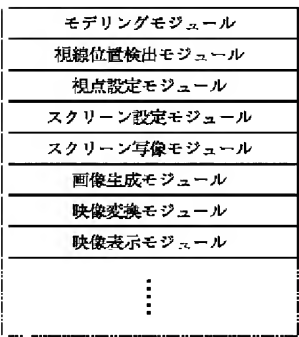 モデリングモジュール
視線位置検出モジュール
視点設定モジュール
スクリーン設定モジュール
スクリーン写像モジュール
画像生成モジュール
映像変換モジュール
映像表示モジュール